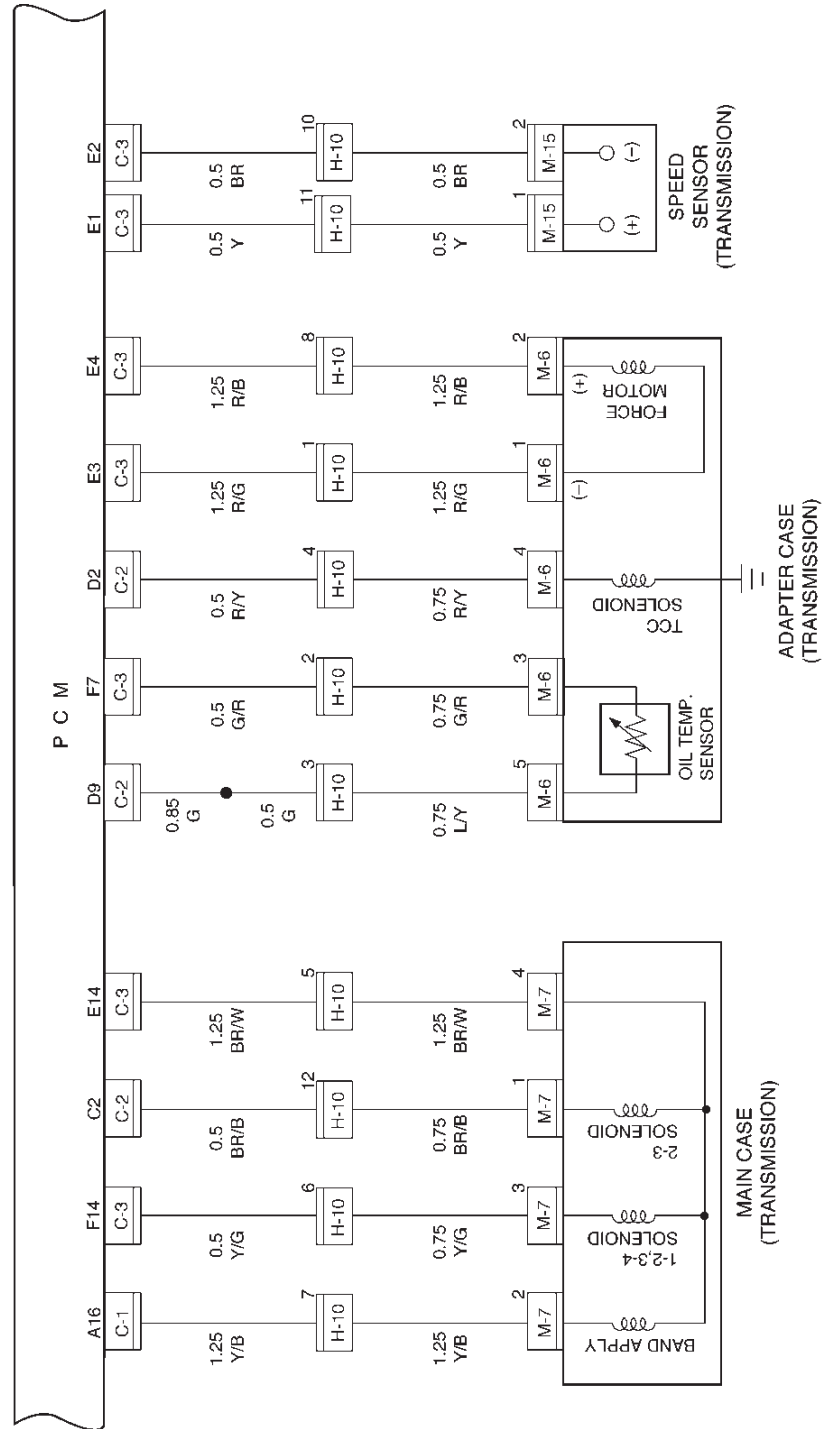 P C M
A16
C-1
1.25
Y/B
7
H-10
1.25
Y/B
2
M-7
BAND APPLY
F14
C-3
0.5
Y/G
6
H-10
0.75
Y/G
3
M-7
1-2,3-4
SOLENOID
C2
C-2
0.5
BR/B
12
H-10
0.75
BR/B
1
M-7
2-3
SOLENOID
E14
C-3
1.25
BR/W
5
H-10
1.25
BR/W
4
M-7
MAIN CASE
(TRANSMISSION)
D9
C-2
0.85
G
0.5
G
3
H-10
0.75
L/Y
5
M-6
OIL TEMP.
SENSOR
F7
C-3
0.5
G/R
2
H-10
0.75
G/R
3
M-6
D2
C-2
0.5
R/Y
4
H-10
0.75
R/Y
4
M-6
TCC
SOLENOID
E3
C-3
1.25
R/G
1
H-10
1.25
R/G
1
M-6
(-)
E4
C-3
1.25
R/B
8
H-10
1.25
R/B
2
M-6
(+)
FORCE
MOTOR
ADAPTER CASE
(TRANSMISSION)
E1
C-3
0.5
Y
11
H-10
0.5
Y
1
M-15
(+)
E2
C-3
0.5
BR
10
H-10
0.5
BR
2
M-15
(-)
SPEED
SENSOR
(TRANSMISSION)